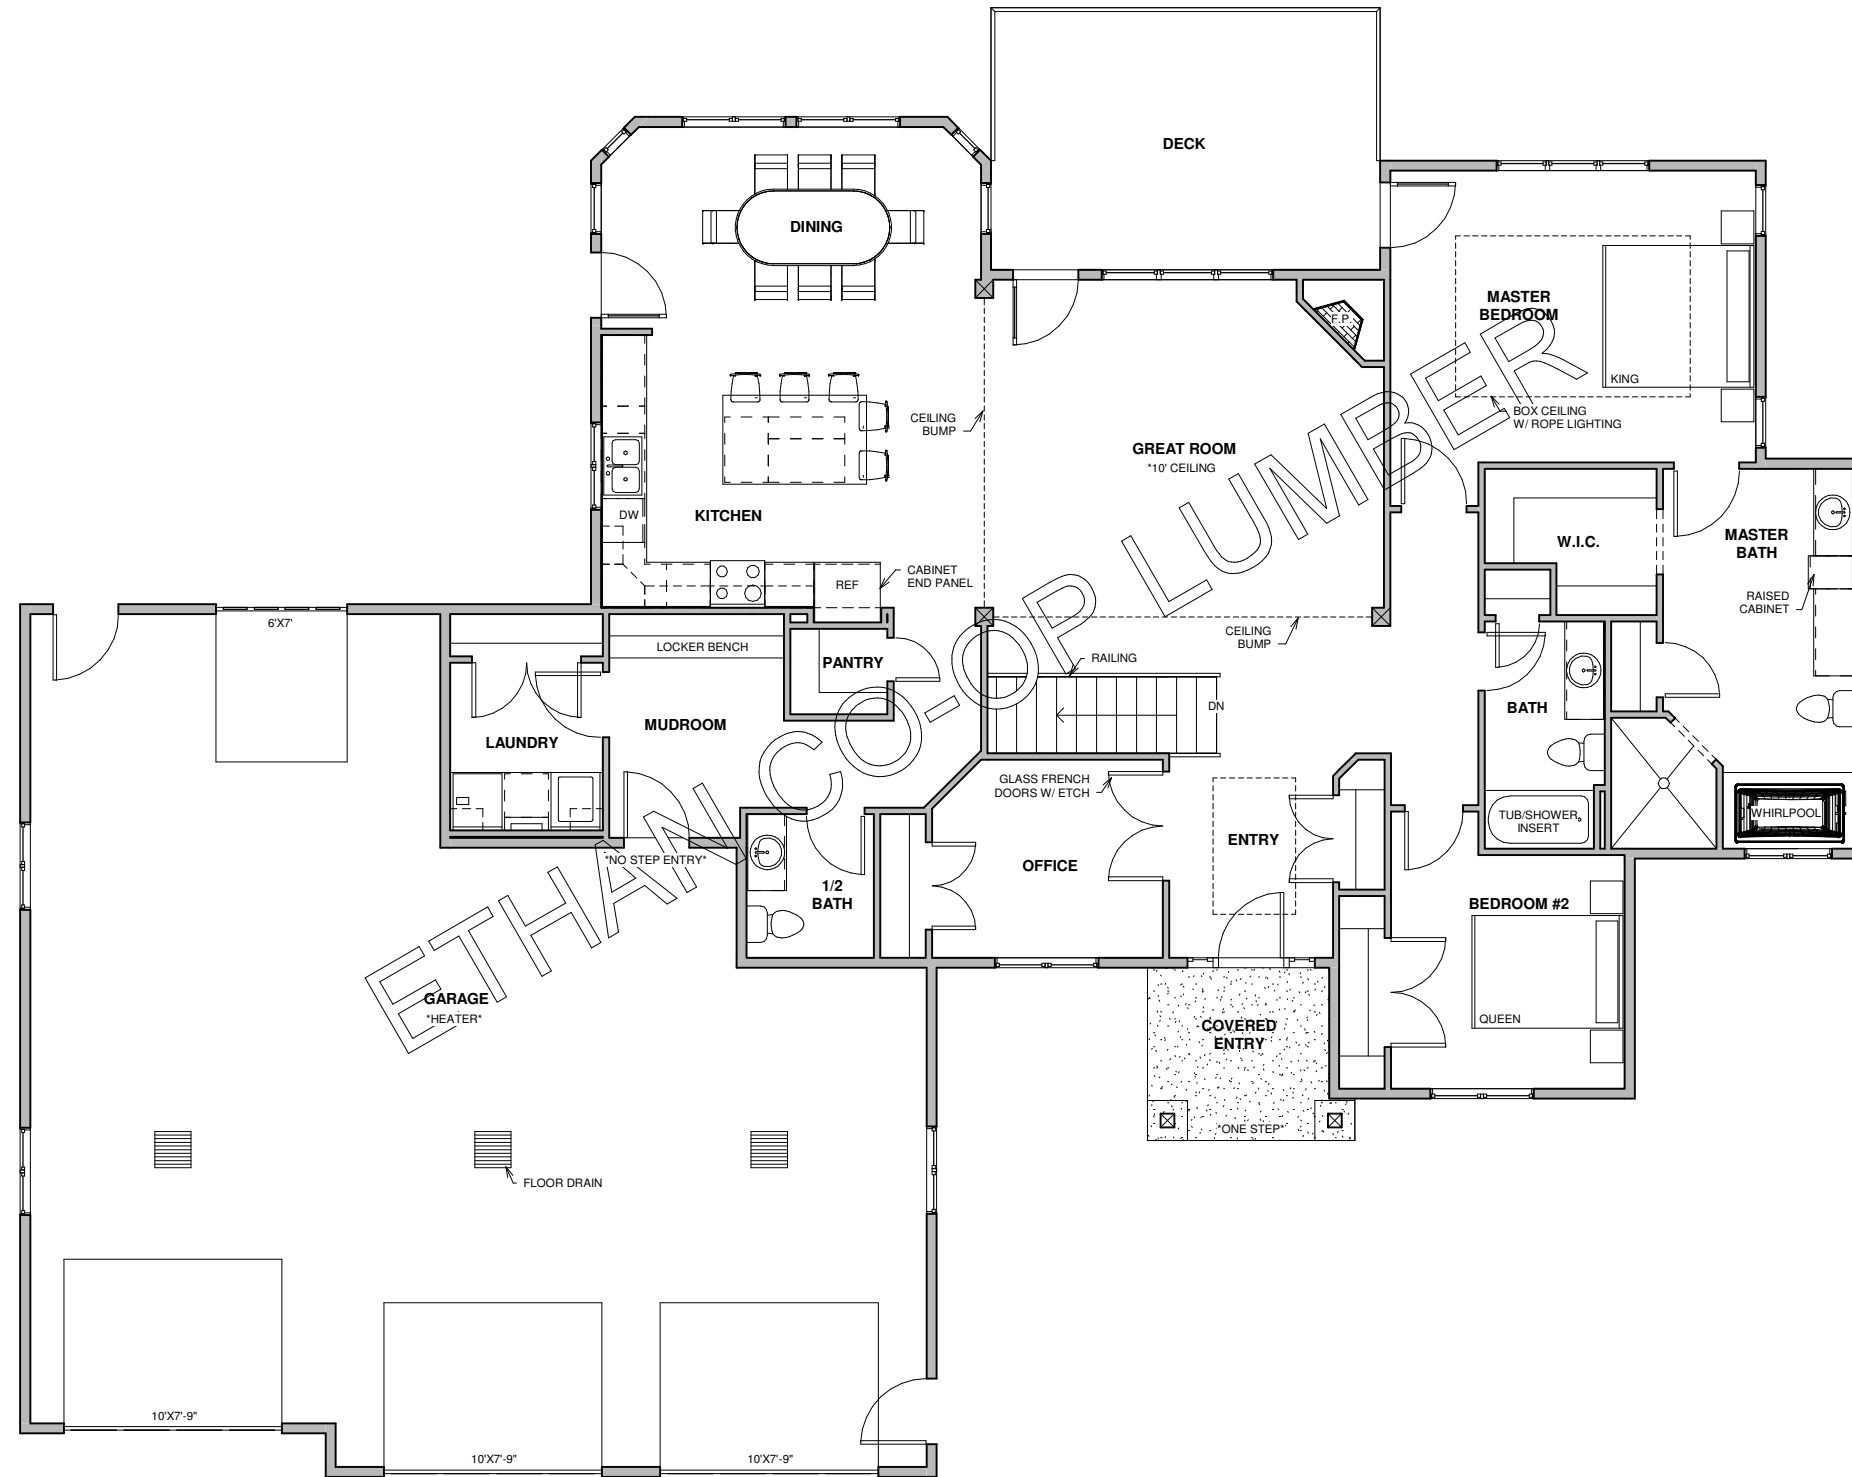 DECK
DINING
MASTER
BEDROOM
F.P.
KING
BOX CEILING
W/ ROPE LIGHTING
CEILING
BUMP
GREAT ROOM
*10' CEILING
KITCHEN
DW
REF
CABINET
END PANEL
W.I.C.
MASTER
BATH
RAISED
CABINET
6'X7'
LOCKER BENCH
PANTRY
CEILING
BUMP
RAILING
DN
MUDROOM
LAUNDRY
BATH
GLASS FRENCH
DOORS W/ ETCH
TUB/SHOWER
INSERT
WHIRLPOOL
ENTRY
*NO STEP ENTRY*
OFFICE
1/2
BATH
BEDROOM #2
QUEEN
GARAGE
*HEATER*
COVERED
ENTRY
*ONE STEP*
FLOOR DRAIN
10'X7'-9"
10'X7'-9"
10'X7'-9"
ETHAN CO-OP LUMBER